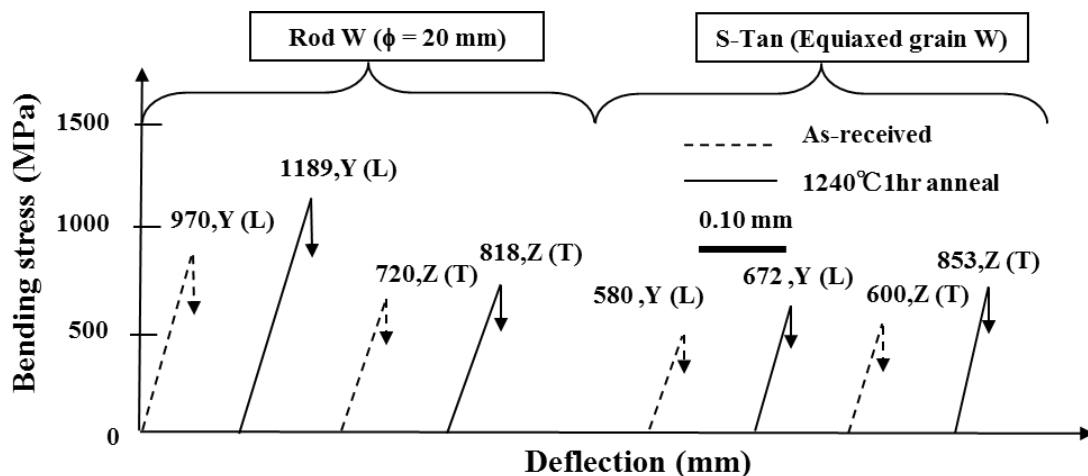 Rod W (ϕ = 20 mm)
S-Tan (Equiaxed grain W)
Bending stress (MPa)
1500
1000
500
0
As-received
1240℃1hr anneal
0.10 mm
970,Y (L)
1189,Y (L)
720,Z (T)
818,Z (T)
580 ,Y (L)
672 ,Y (L)
600,Z (T)
853,Z (T)
Deflection (mm)